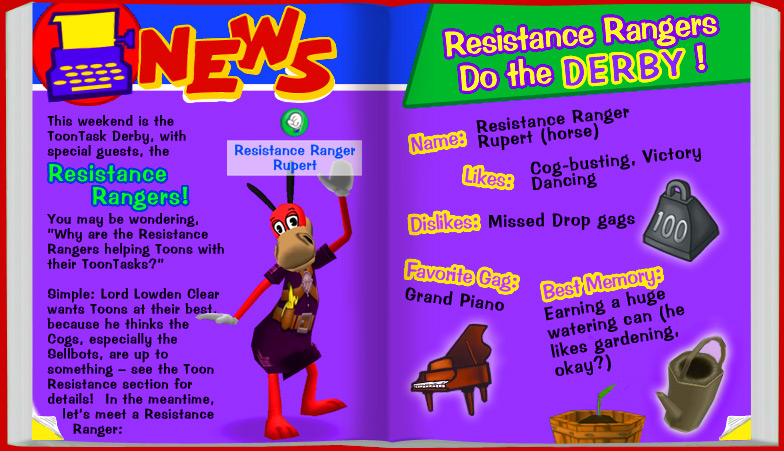 NEWS
This weekend is the
ToonTask Derby, with
special guests, the
Resistance
Rangers!
You may be wondering,
"Why are the Resistance
Rangers helping Toons with
their ToonTasks?"
Simple: Lord Lowden Clear
wants Toons at their best,
because he thinks the
Cogs, especially the
Sellbots, are up to
something – see the Toon
Resistance section for
details! In the meantime,
let's meet a Resistance
Ranger:
Resistance Ranger
Rupert
Resistance Rangers
Do the DERBY !
Name: Resistance Ranger
Rupert (horse)
Likes: Cog-busting, Victory
Dancing
Dislikes: Missed Drop gags
100
Favorite Gag:
Grand Piano
Best Memory:
Earning a huge
watering can (he
likes gardening,
okay?)